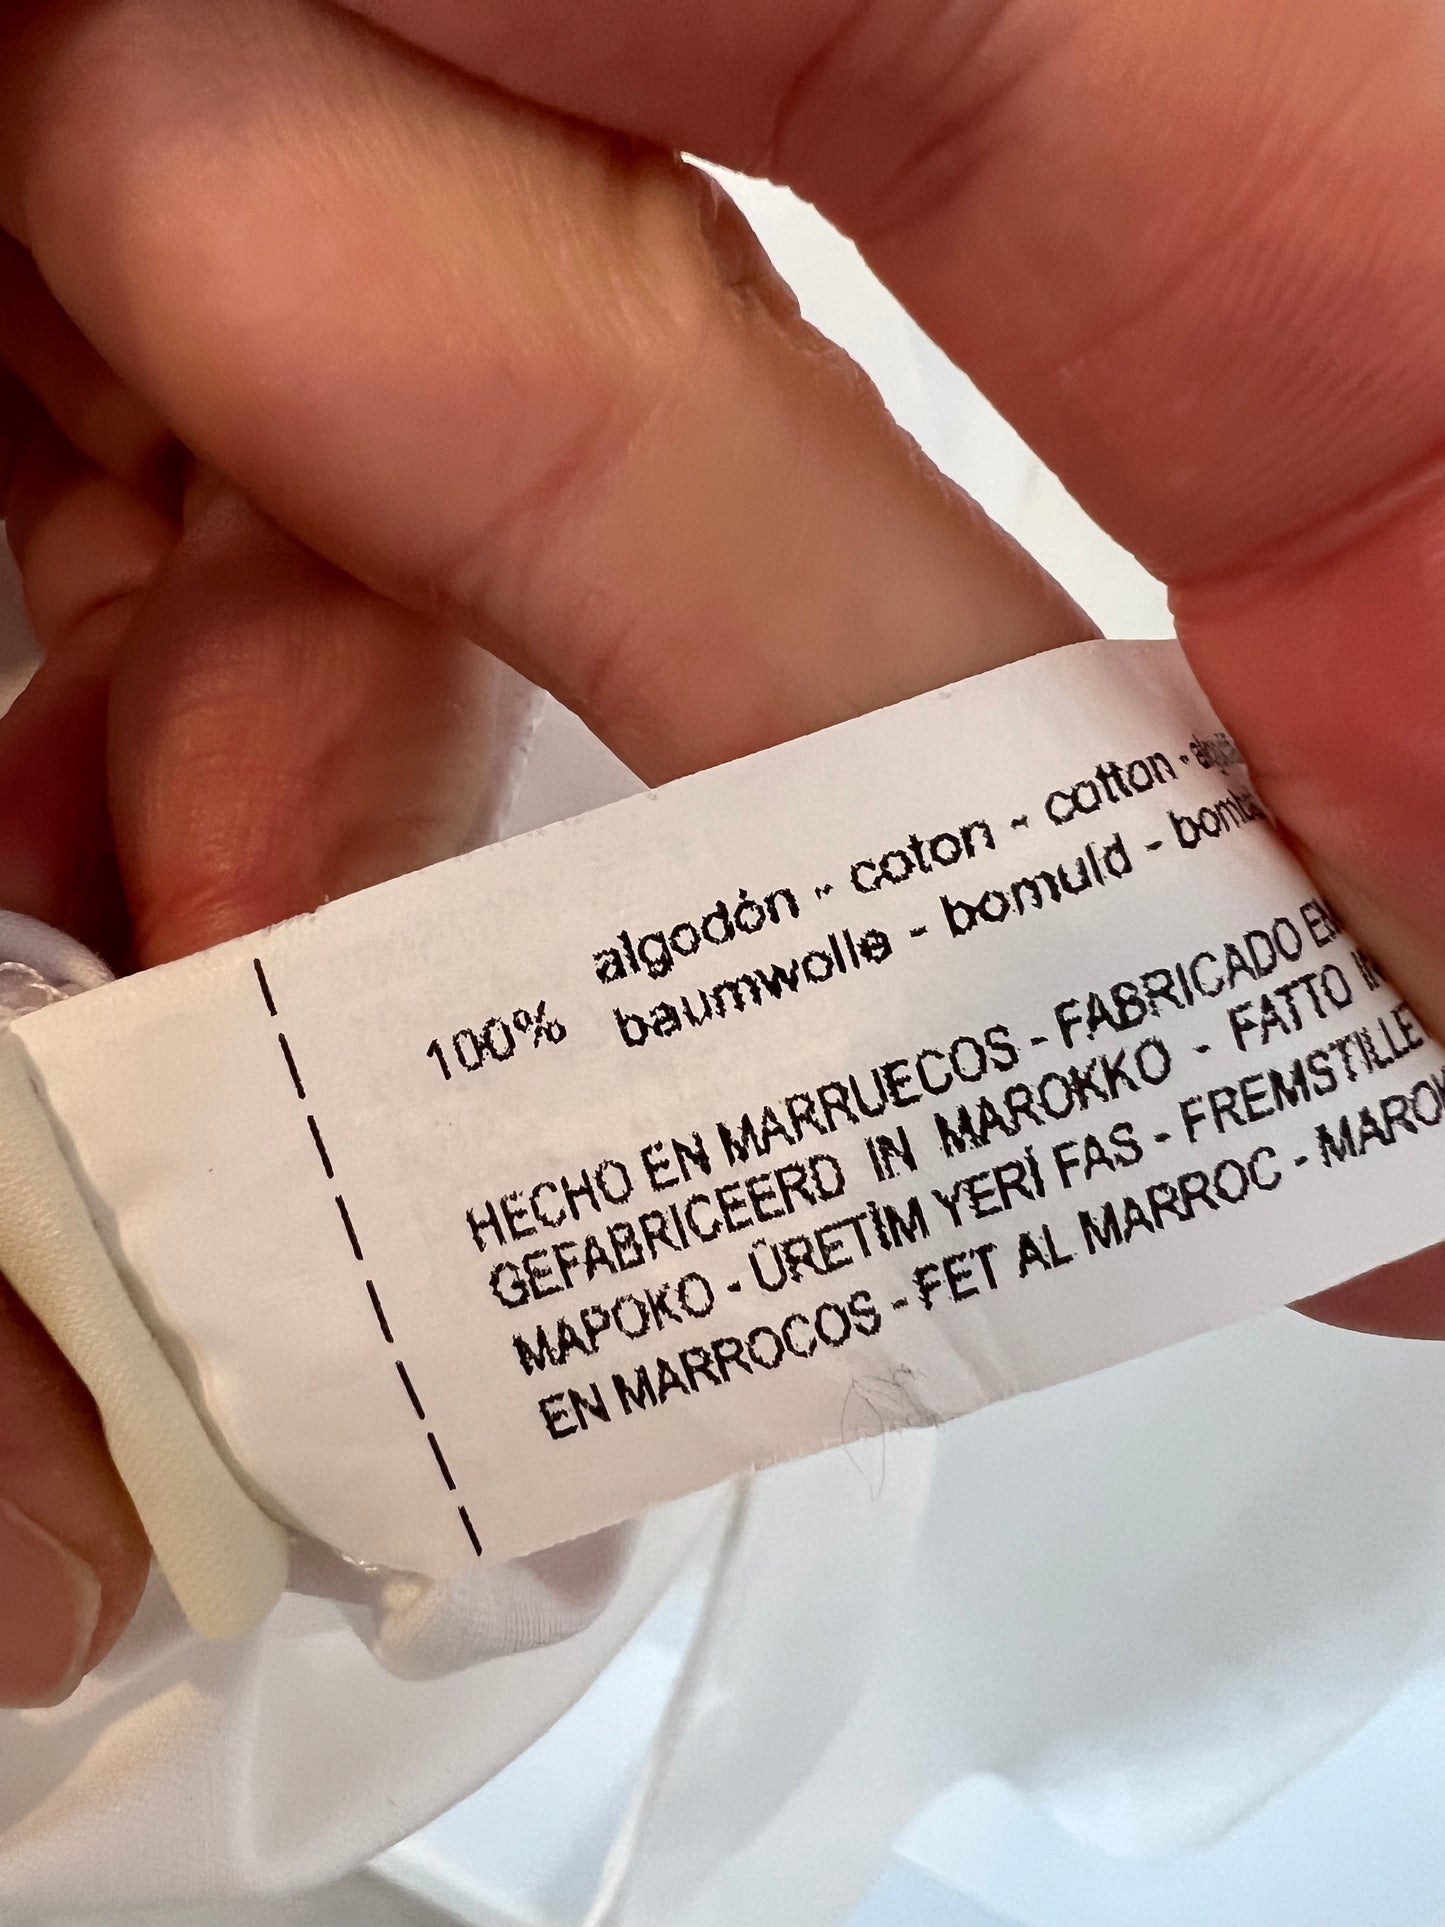 algodón - coton - cotton -
100% baumwolle - bomuld -
HECHO EN MARRUECOS - FABRICADO
GEFABRICEERD IN MAROKKO - FATTO
MAPOKO - ÜRETİM YERİ FAS - FREMSTILLE
EN MARROCOS - FET AL MARROC -